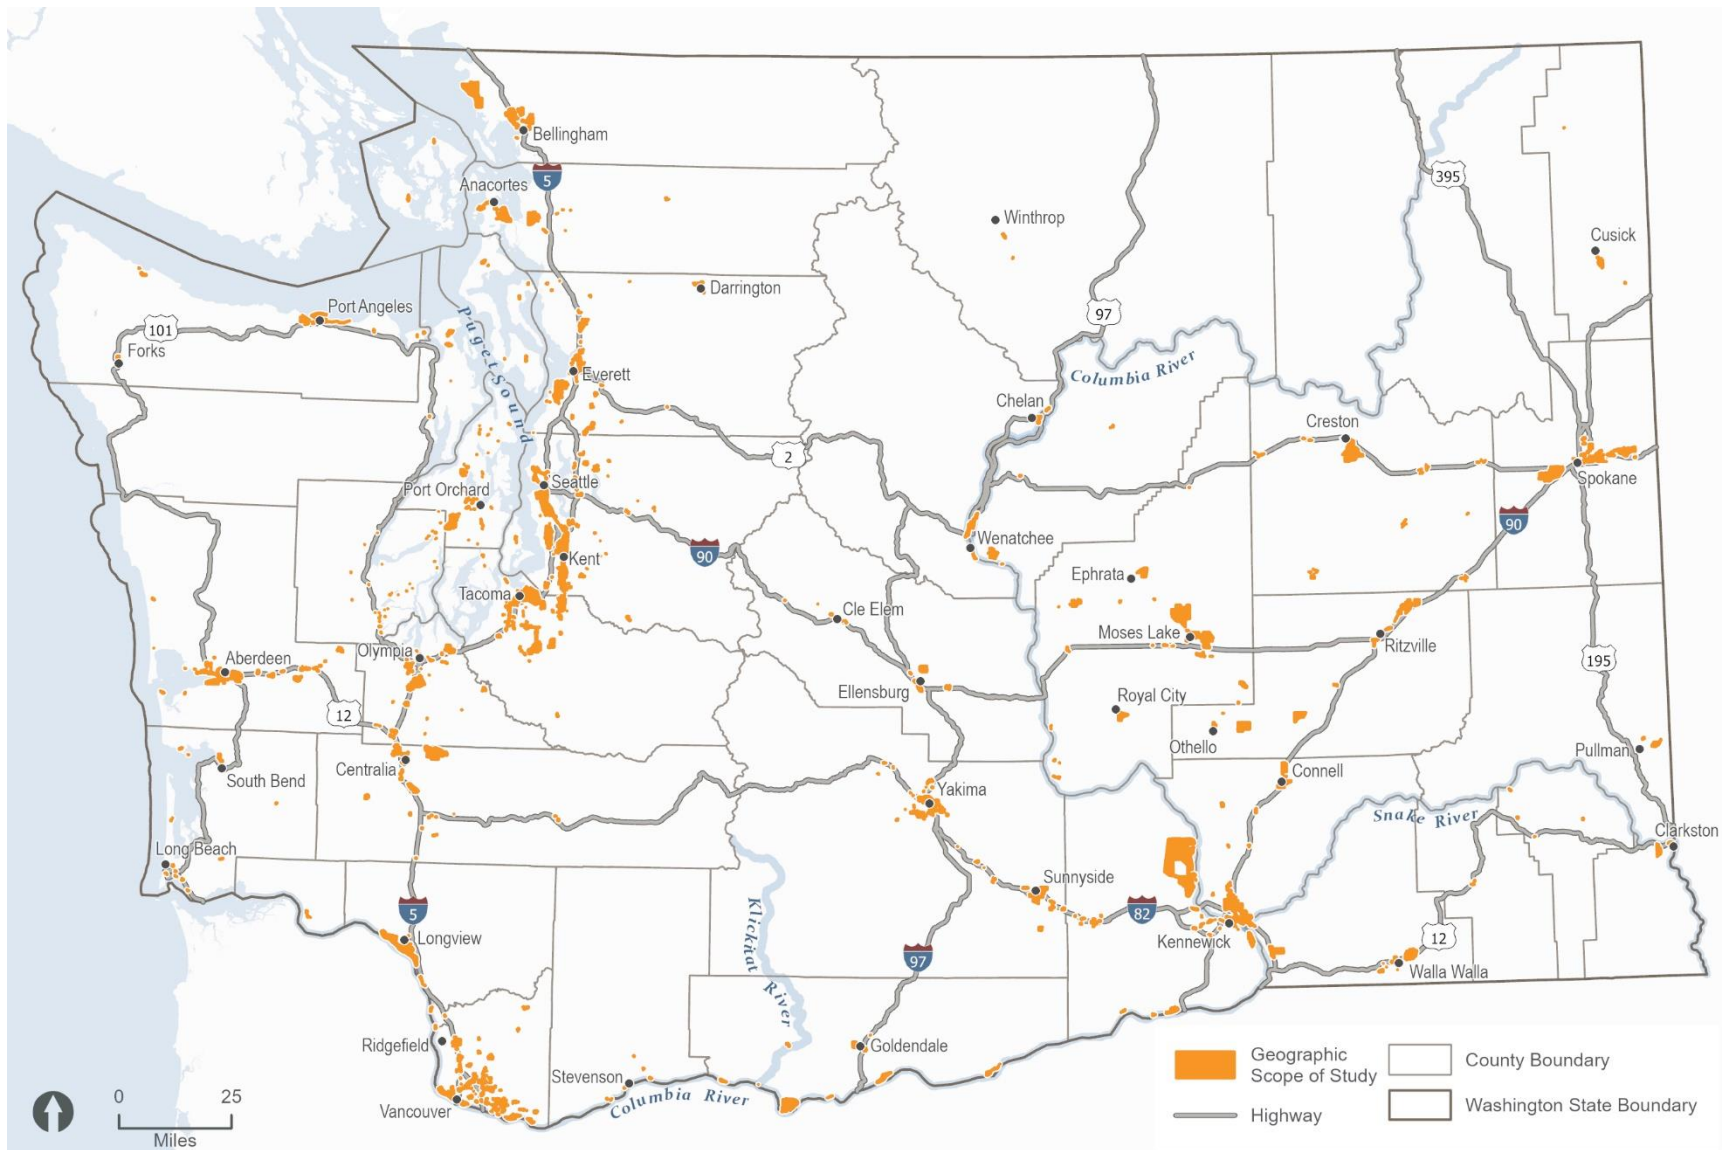 Bellingham
Anacortes
5
Winthrop
395
Cusick
Darrington
Port Angeles
101
Forks
97
Puget Sound
Everett
Columbia River
Chelan
Creston
2
Seattle
Port Orchard
Spokane
90
Kent
90
Wenatchee
Ephrata
Tacoma
Cle Elem
Moses Lake
Ritzville
Olympia
Aberdeen
195
Ellensburg
Royal City
12
Othello
Pullman
Centralia
South Bend
Connell
Yakima
Snake River
Clarkston
Long Beach
Sunnyside
5
82
Longview
Kennewick
12
Klickitat River
97
Walla Walla
Ridgefield
Goldendale
Stevenson
Vancouver
Columbia River
0 25
Miles
Geographic
Scope of Study
Highway
County Boundary
Washington State Boundary